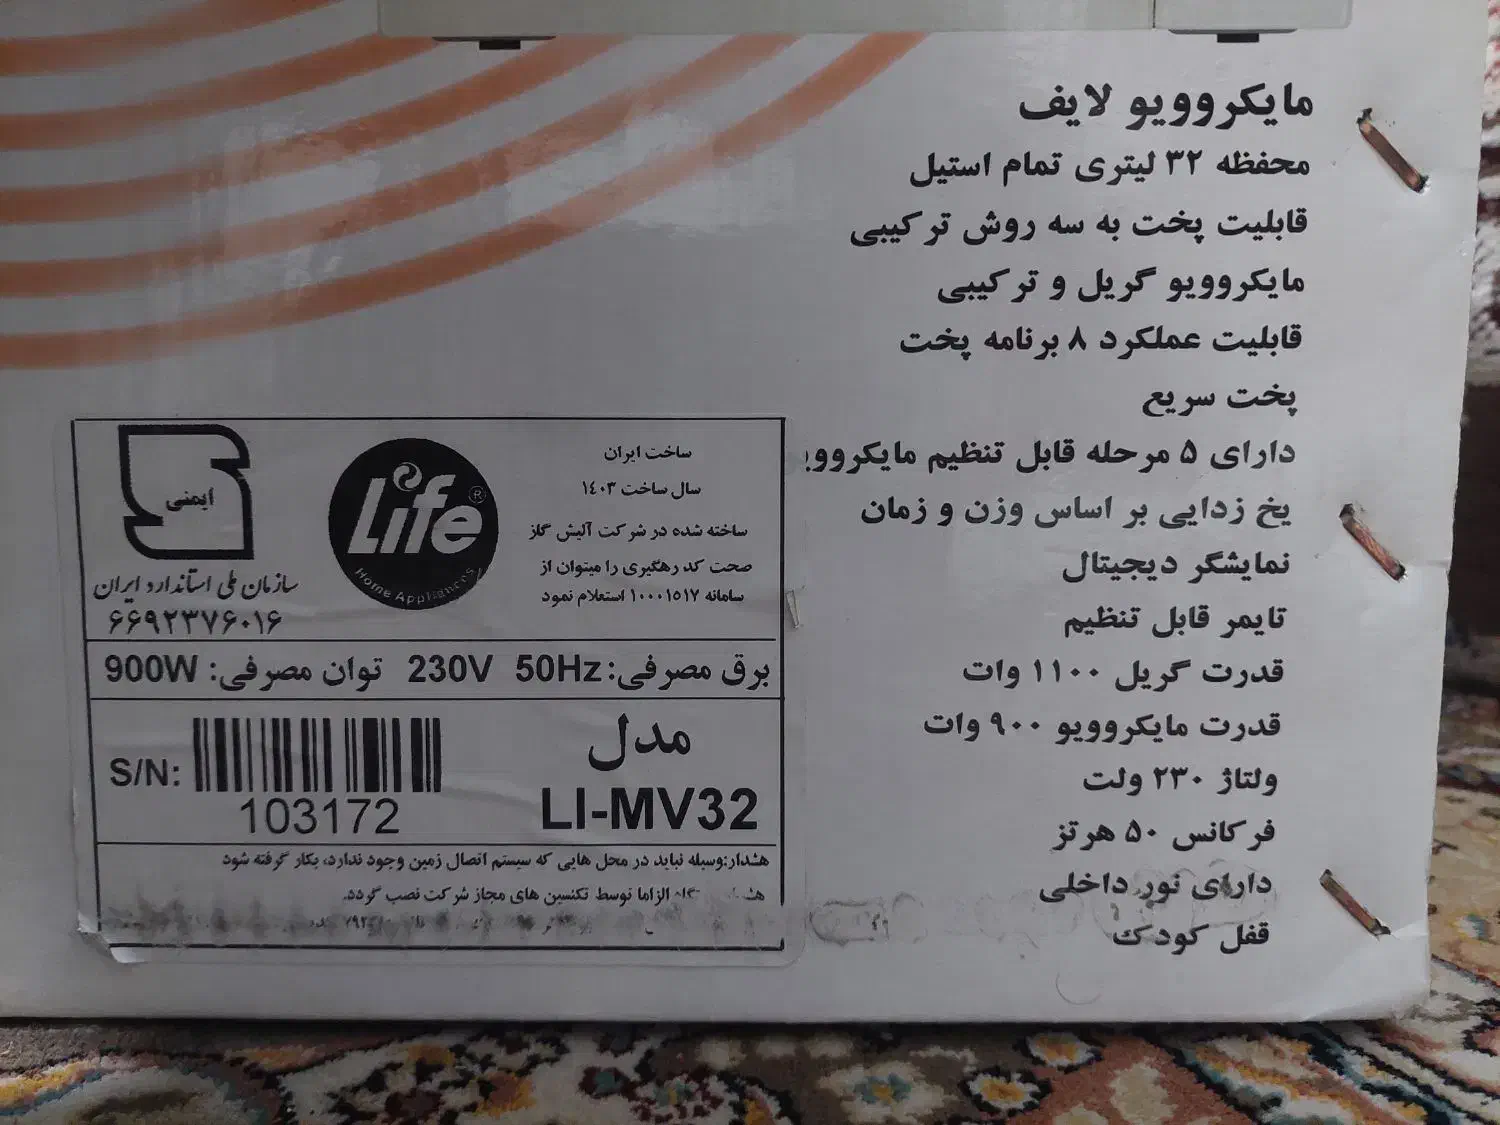 مایکروویو لایف
محفظه ۳۲ لیتری تمام استیل
قابلیت پخت به سه روش ترکیبی
مایکروویو گریل و ترکیبی
قابلیت عملکرد ۸ برنامه پخت
پخت سریع
دارای ۵ مرحله قابل تنظیم مایکروویو
یخ زدایی بر اساس وزن و زمان
نمایشگر دیجیتال
تایمر قابل تنظیم
قدرت گریل ۱۱۰۰ وات
قدرت مایکروویو ۹۰۰ وات
ولتاژ ۲۳۰ ولت
فرکانس ۵۰ هرتز
دارای نور داخلی
قفل کودک
ساخت ایران
سال ساخت ۱٤۰۳
ساخته شده در شرکت آلیش گاز
صحت کد رهگیری را میتوان از
سامانه ۱۰۰۰۱۵۱۷ استعلام نمود
Life®
Home Appliances
ایمنی
سازمان ملی استاندارد ایران
۶۶۹۲۳۷۶۰۱۶
برق مصرفی: 230V 50Hz توان مصرفی: 900W
مدل
LI-MV32
S/N:
103172
هشدار:وسیله نباید در محل هایی که سیستم اتصال زمین وجود ندارد، بکار گرفته شود
الزاما توسط تکنسین های مجاز شرکت نصب گردد.